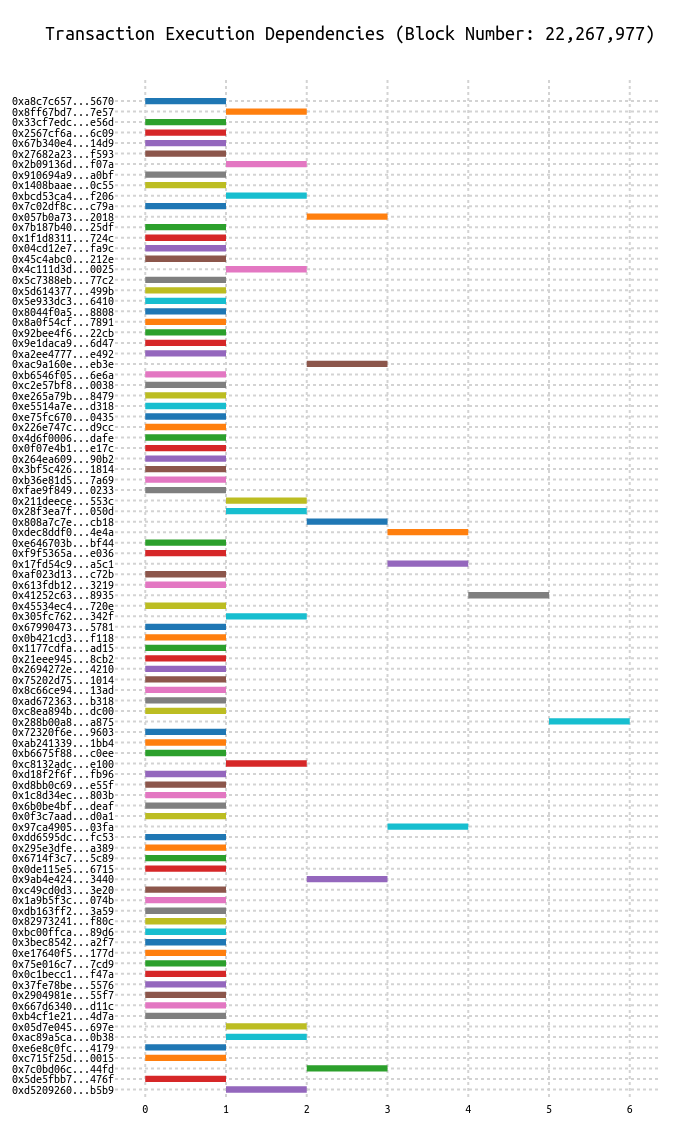 Transaction Execution Dependencies (Block Number: 22,267,977)
0xa8c7c657...5670
0x8ff67bd7...7e57
0x33cf7edc...e56d
0x2567cf6a...6c09
0x67b340e4...14d9
0x27682a23...f593
0x2b09136d...f07a
0x910694a9...a0bf
0x1408baae...0c55
0xbcd53ca4...f206
0x7c02df8c...c79a
0x057b0a73...2018
0x7b187b40...25df
0x1f1d8311...724c
0x04cd12e7...fa9c
0x45c4abc0...212e
0x4c111d3d...0025
0x5c7388eb...77c2
0x5d614377...499b
0x5e933dc3...6410
0x8044f0a5...8808
0x8a0f54cf...7891
0x92bee4f6...22cb
0x9e1daca9...6d47
0xa2ee4777...e492
0xac9a160e...eb3e
0xb6546f05...6e6a
0xc2e57bf8...0038
0xe265a79b...8479
0xe5514a7e...d318
0xe75fc670...0435
0x226e747c...d9cc
0x4d6f0006...dafe
0x0f07e4b1...e17c
0x264ea609...90b2
0x3bf5c426...1814
0xb36e81d5...7a69
0xfae9f849...0233
0x211deece...553c
0x28f3ea7f...050d
0x808a7c7e...cb18
0xdec8ddf0...4e4a
0xe646703b...bf44
0xf9f5365a...e036
0x17fd54c9...a5c1
0xaf023d13...c72b
0x613fdb12...3219
0x41252c63...8935
0x45534ec4...720e
0x305fc762...342f
0x67990473...5781
0x0b421cd3...f118
0x1177cdfa...ad15
0x21eee945...8cb2
0x2694272e...4210
0x75202d75...1014
0x8c66ce94...13ad
0xad672363...b318
0xc8ea894b...dc00
0x288b00a8...a875
0x72320f6e...9603
0xab241339...1bb4
0xb6675f88...c0ee
0xc8132adc...e100
0xd18f2f6f...fb96
0xd8bb0c69...e55f
0x1c8d34ec...803b
0x6b0be4bf...deaf
0x0f3c7aad...d0a1
0x97ca4905...03fa
0xdd6595dc...fc53
0x295e3dfe...a389
0x6714f3c7...5c89
0x0de115e5...6715
0x9ab4e424...3440
0xc49cd0d3...3e20
0x1a9b5f3c...074b
0xdb163ff2...3a59
0x82973241...f80c
0xbc00ffca...89d6
0x3bec8542...a2f7
0xe17640f5...177d
0x75e016c7...7cd9
0x0c1becc1...f47a
0x37fe78be...5576
0x2904981e...55f7
0x667d6340...d11c
0xb4cf1e21...4d7a
0x05d7e045...697e
0xac89a5ca...0b38
0xe6e8c0fc...4179
0xc715f25d...0015
0x7c0bd06c...44fd
0x5de5fbb7...476f
0xd5209260...b5b9
0 1 2 3 4 5 6